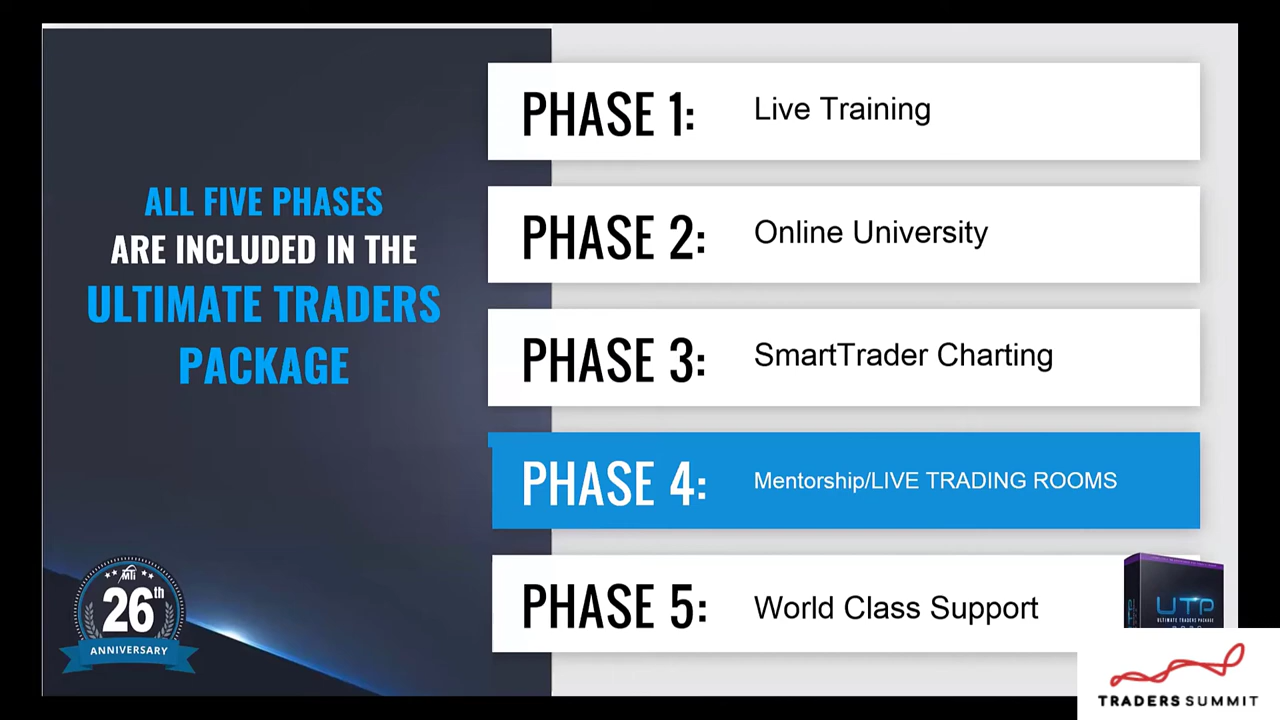 ALL FIVE PHASES
ARE INCLUDED IN THE
ULTIMATE TRADERS
PACKAGE
PHASE 1: Live Training
PHASE 2: Online University
PHASE 3: SmartTrader Charting
PHASE 4: Mentorship/LIVE TRADING ROOMS
PHASE 5: World Class Support
MTI
26th
ANNIVERSARY
UTP
ULTIMATE TRADERS PACKAGE
TRADERS SUMMIT